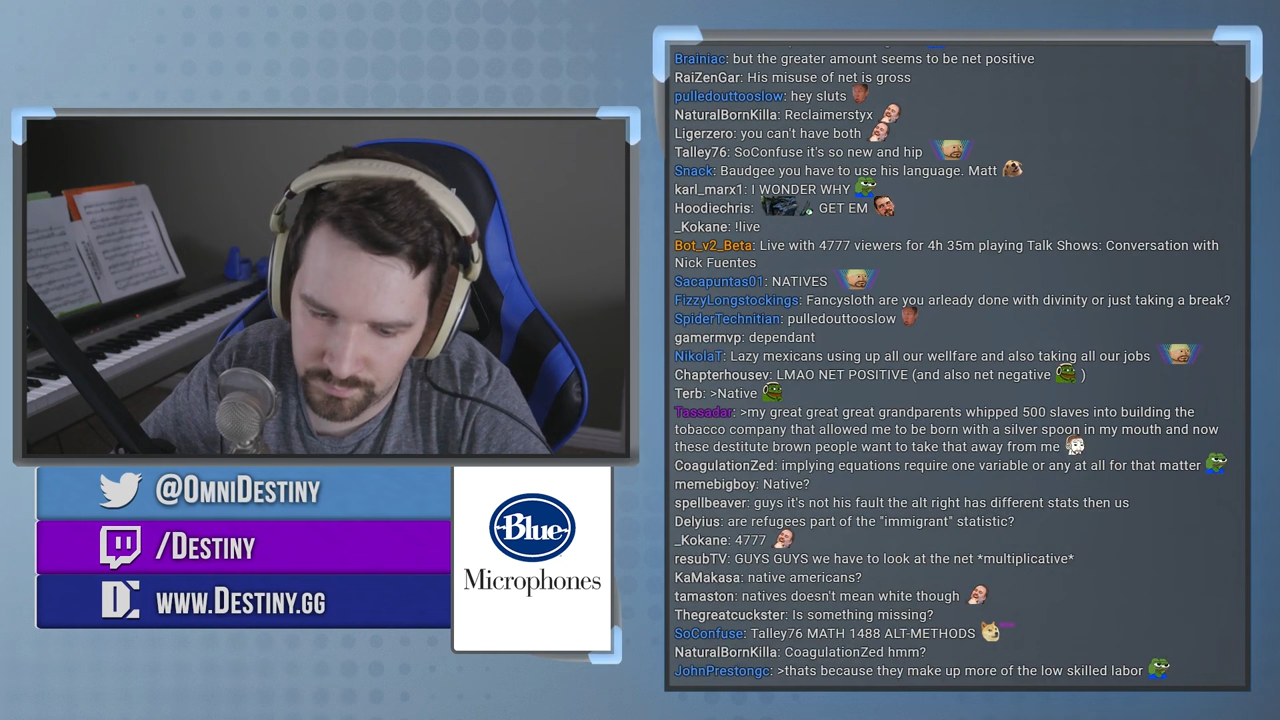 Brainiac: but the greater amount seems to be net positive
RaiZenGar: His misuse of net is gross
pulledouttooslow: hey sluts
NaturalBornKilla: Reclaimerstyx
Ligerzero: you can't have both
Talley76: SoConfuse it's so new and hip
Snack: Baudgee you have to use his language. Matt
karl_marx1: I WONDER WHY
Hoodiechris: GET EM
_Kokane: !live
Bot_v2_Beta: Live with 4777 viewers for 4h 35m playing Talk Shows: Conversation with
Nick Fuentes
Sacapuntas01: NATIVES
FizzyLongstockings: Fancysloth are you arleady done with divinity or just taking a break?
SpiderTechnitian: pulledouttooslow
gamermvp: dependant
NikolaT: Lazy mexicans using up all our wellfare and also taking all our jobs
Chapterhousev: LMAO NET POSITIVE (and also net negative )
Terb: >Native
Tassadar: >my great great great grandparents whipped 500 slaves into building the
tobacco company that allowed me to be born with a silver spoon in my mouth and now
these destitute brown people want to take that away from me
CoagulationZed: implying equations require one variable or any at all for that matter
memebigboy: Native?
spellbeaver: guys it's not his fault the alt right has different stats then us
Delyius: are refugees part of the "immigrant" statistic?
_Kokane: 4777
resubTV: GUYS GUYS we have to look at the net *multiplicative*
KaMakasa: native americans?
tamaston: natives doesn't mean white though
Thegreatcuckster: Is something missing?
SoConfuse: Talley76 MATH 1488 ALT-METHODS
NaturalBornKilla: CoagulationZed hmm?
JohnPrestongc: >thats because they make up more of the low skilled labor
@OmniDestiny
/Destiny
www.Destiny.gg
Blue
Microphones